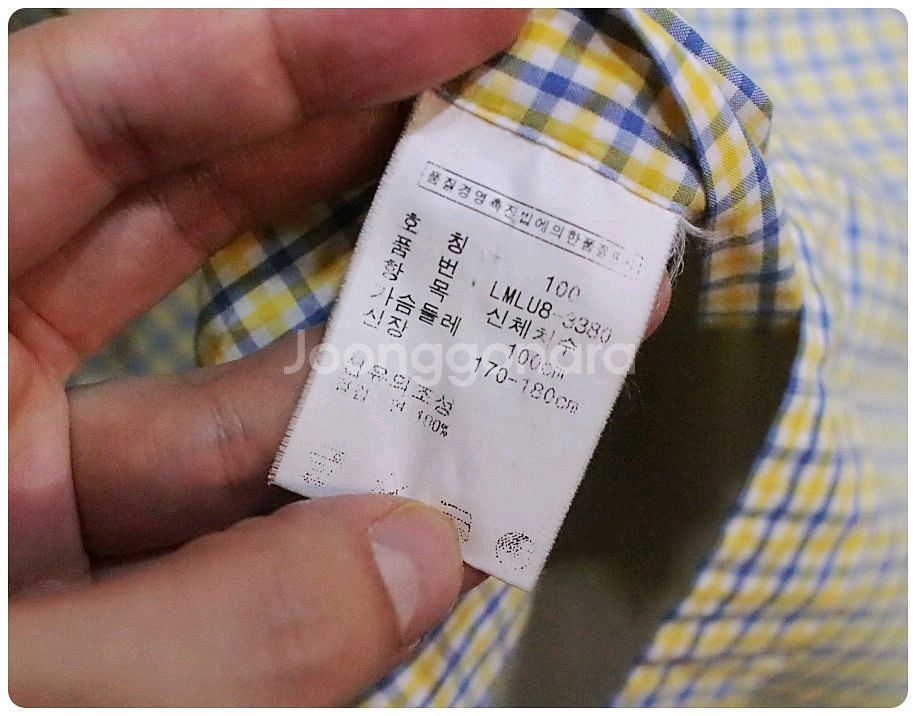 품질경영촉진법에의한품질표시
호 칭 100
품 번 LMLU8-3380
항 목 신체치수
가슴둘레 100cm
신장 170-180cm
섬유의조성
면 100%
Joonggonara